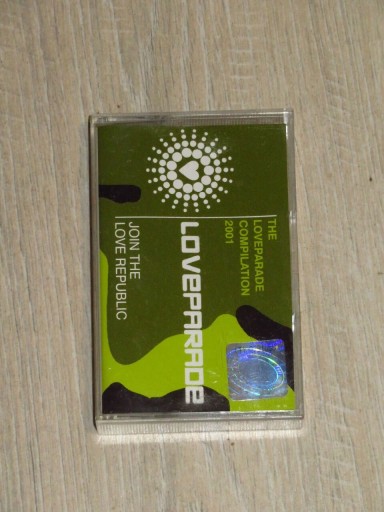 THE
LOVEPARADE
COMPILATION
2001
LOVEPARADE
JOIN THE
LOVE REPUBLIC